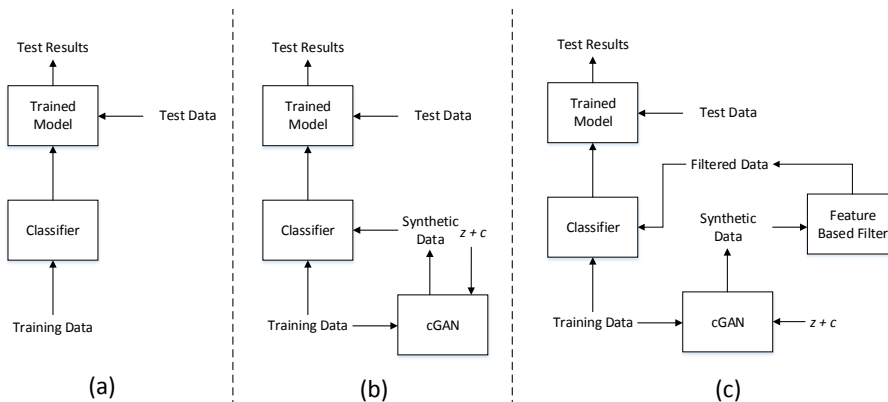 Test Results
Trained
Model
Test Data
Classifier
Training Data
(a)
Test Results
Trained
Model
Test Data
Classifier
Synthetic
Data
z + c
Training Data
cGAN
(b)
Test Results
Trained
Model
Test Data
Filtered Data
Classifier
Synthetic
Data
Feature
Based Filter
Training Data
cGAN
z + c
(c)